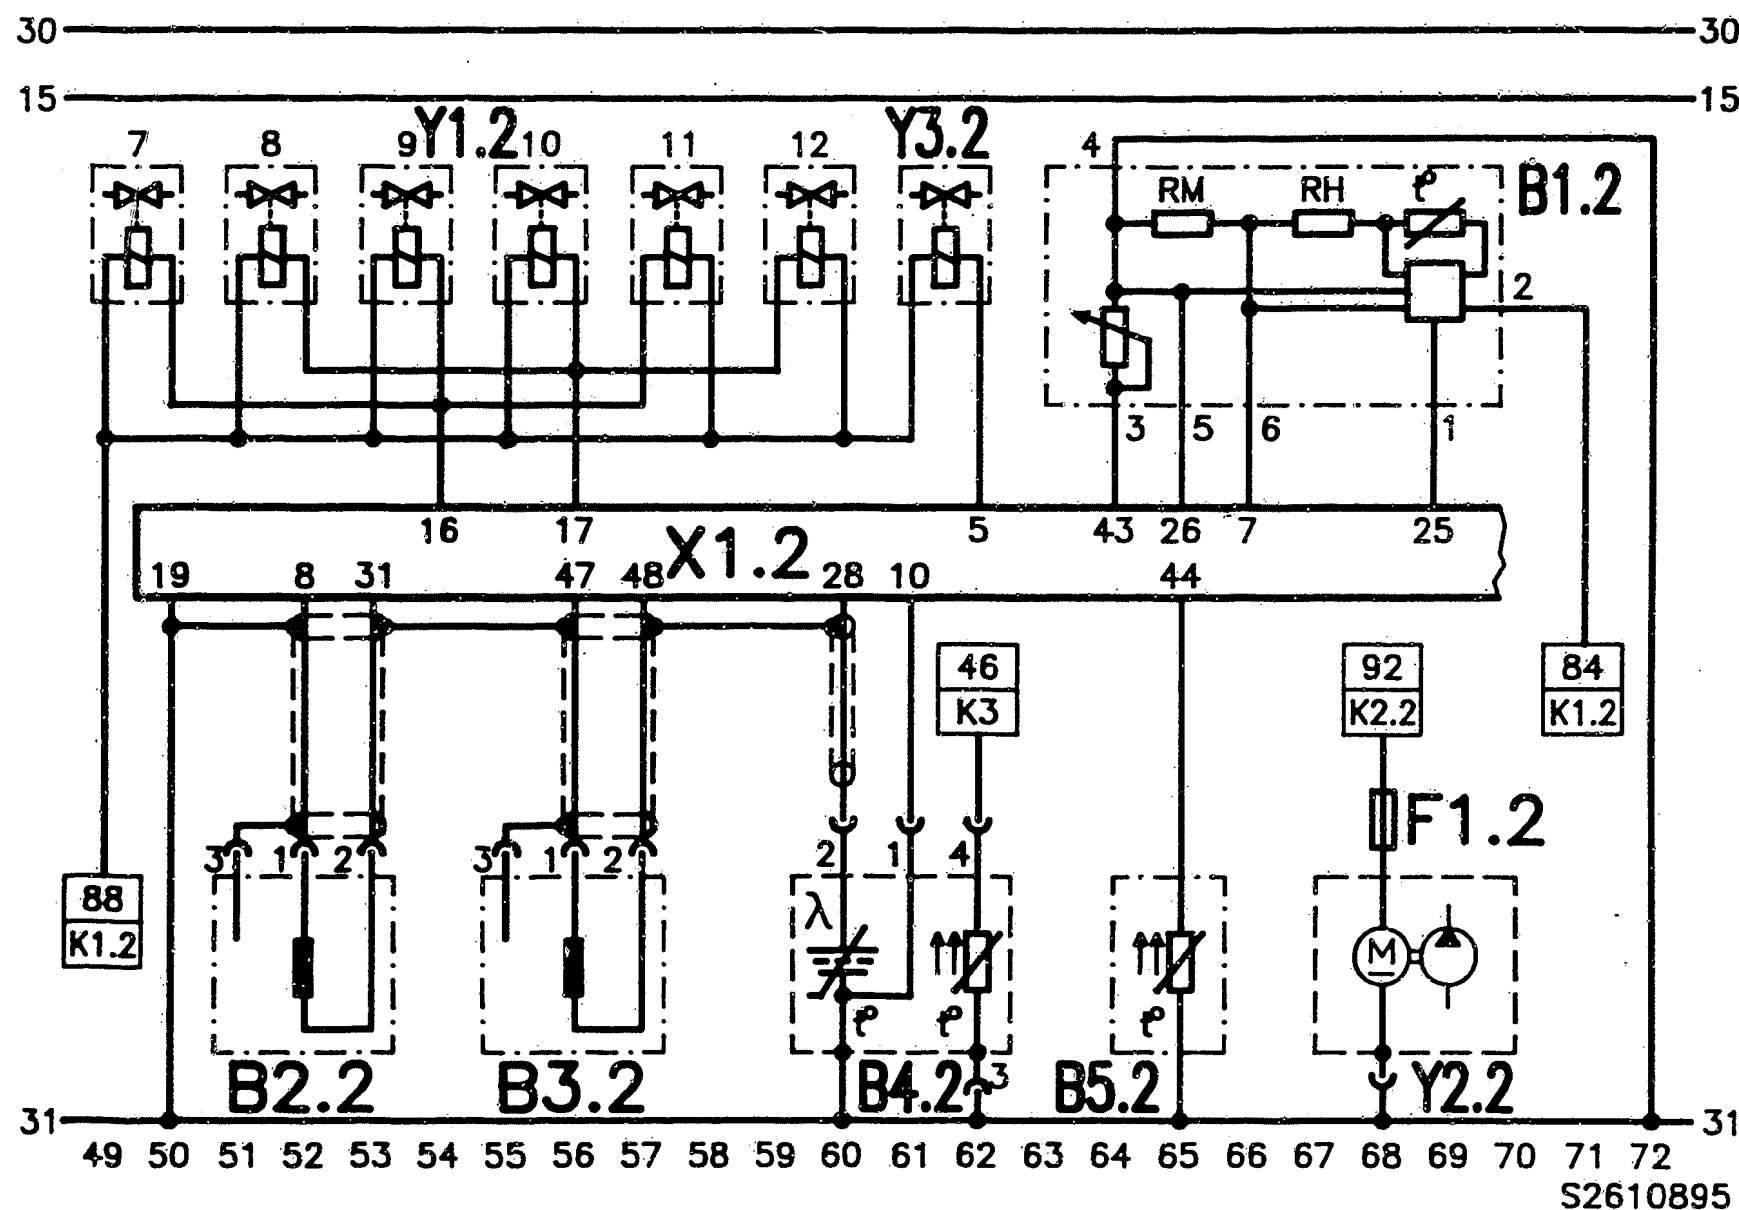 30 30
15 15
7 8 9 Y1.2 10 11 12 Y3.2 4
RM RH t° B1.2
2
3 5 6 1
16 17 5 43 26 7 25
X1.2
19 8 31 47 48 28 10 44
46 92 84
K3 K2.2 K1.2
F1.2
3 1 2 3 1 2 2 1 4
88 λ
K1.2 M
t° t° t°
B2.2 B3.2 B4.2 3 B5.2 Y2.2
31 31
49 50 51 52 53 54 55 56 57 58 59 60 61 62 63 64 65 66 67 68 69 70 71 72
S2610895